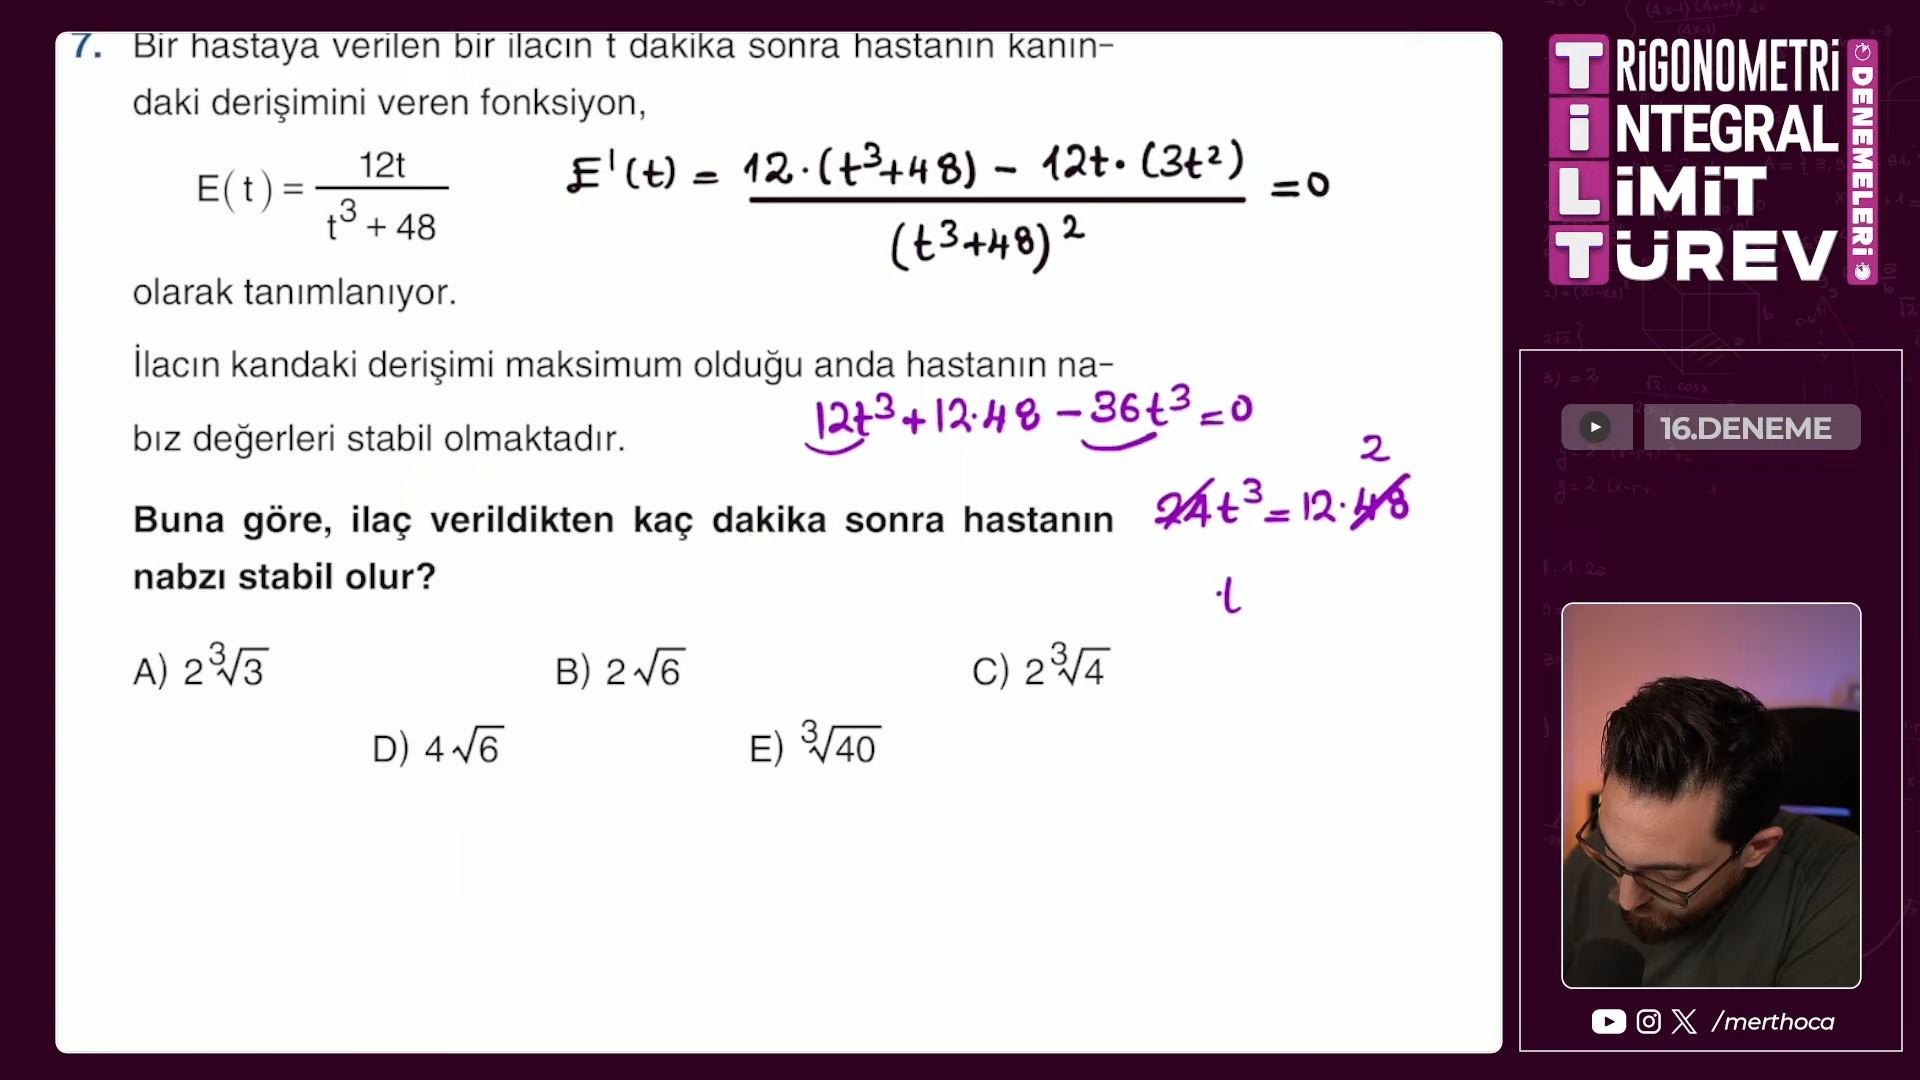 7. Bir hastaya verilen bir ilacın t dakika sonra hastanın kanın-
daki derişimini veren fonksiyon,
E(t) = 12t / t³ + 48
E'(t) = 12·(t³+48) − 12t·(3t²) / (t³+48)² = 0
olarak tanımlanıyor.
İlacın kandaki derişimi maksimum olduğu anda hastanın na-
bız değerleri stabil olmaktadır.
12t³ + 12·48 − 36t³ = 0
2
24t³ = 12·48
t
Buna göre, ilaç verildikten kaç dakika sonra hastanın
nabzı stabil olur?
A) 2∛3 B) 2√6 C) 2∛4
D) 4√6 E) ∛40
TRİGONOMETRİ
İNTEGRAL
LİMİT
TÜREV
DENEMELERİ
16.DENEME
/merthoca